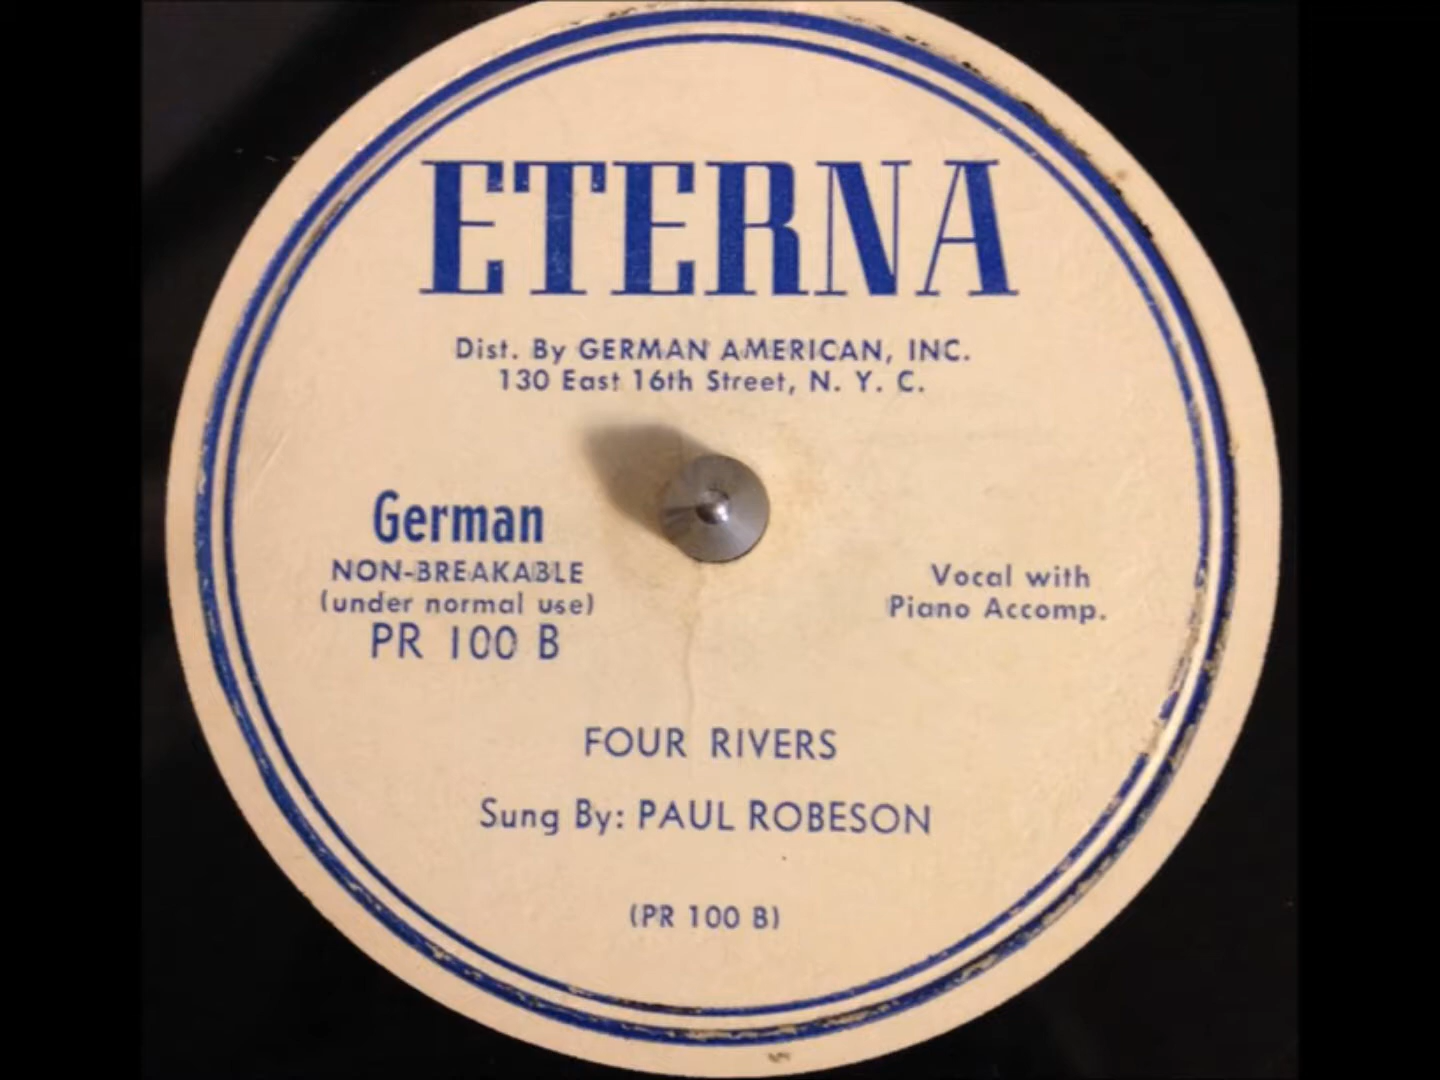 ETERNA
Dist. By GERMAN AMERICAN, INC.
130 East 16th Street, N. Y. C.
German
NON-BREAKABLE
(under normal use)
PR 100 B
Vocal with
Piano Accomp.
FOUR RIVERS
Sung By: PAUL ROBESON
(PR 100 B)